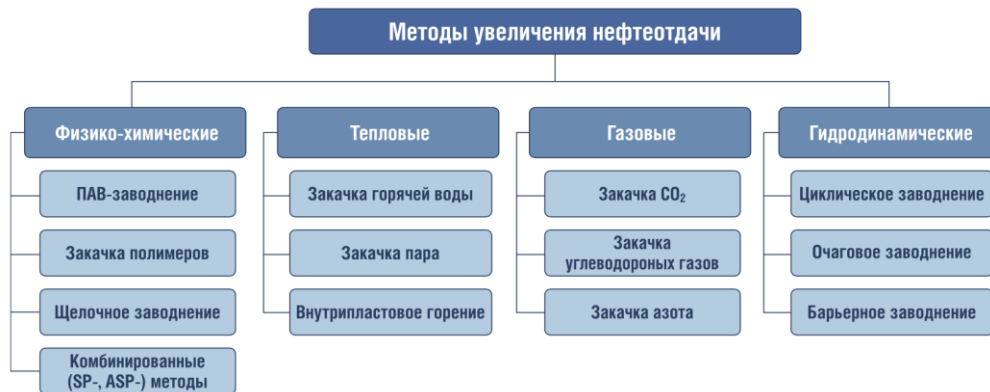 Методы увеличения нефтеотдачи
Физико-химические
Тепловые
Газовые
Гидродинамические
ПАВ-заводнение
Закачка горячей воды
Закачка CO₂
Циклическое заводнение
Закачка полимеров
Закачка пара
Закачка
углеводороных газов
Очаговое заводнение
Щелочное заводнение
Внутрипластовое горение
Закачка азота
Барьерное заводнение
Комбинированные
(SP-, ASP-) методы